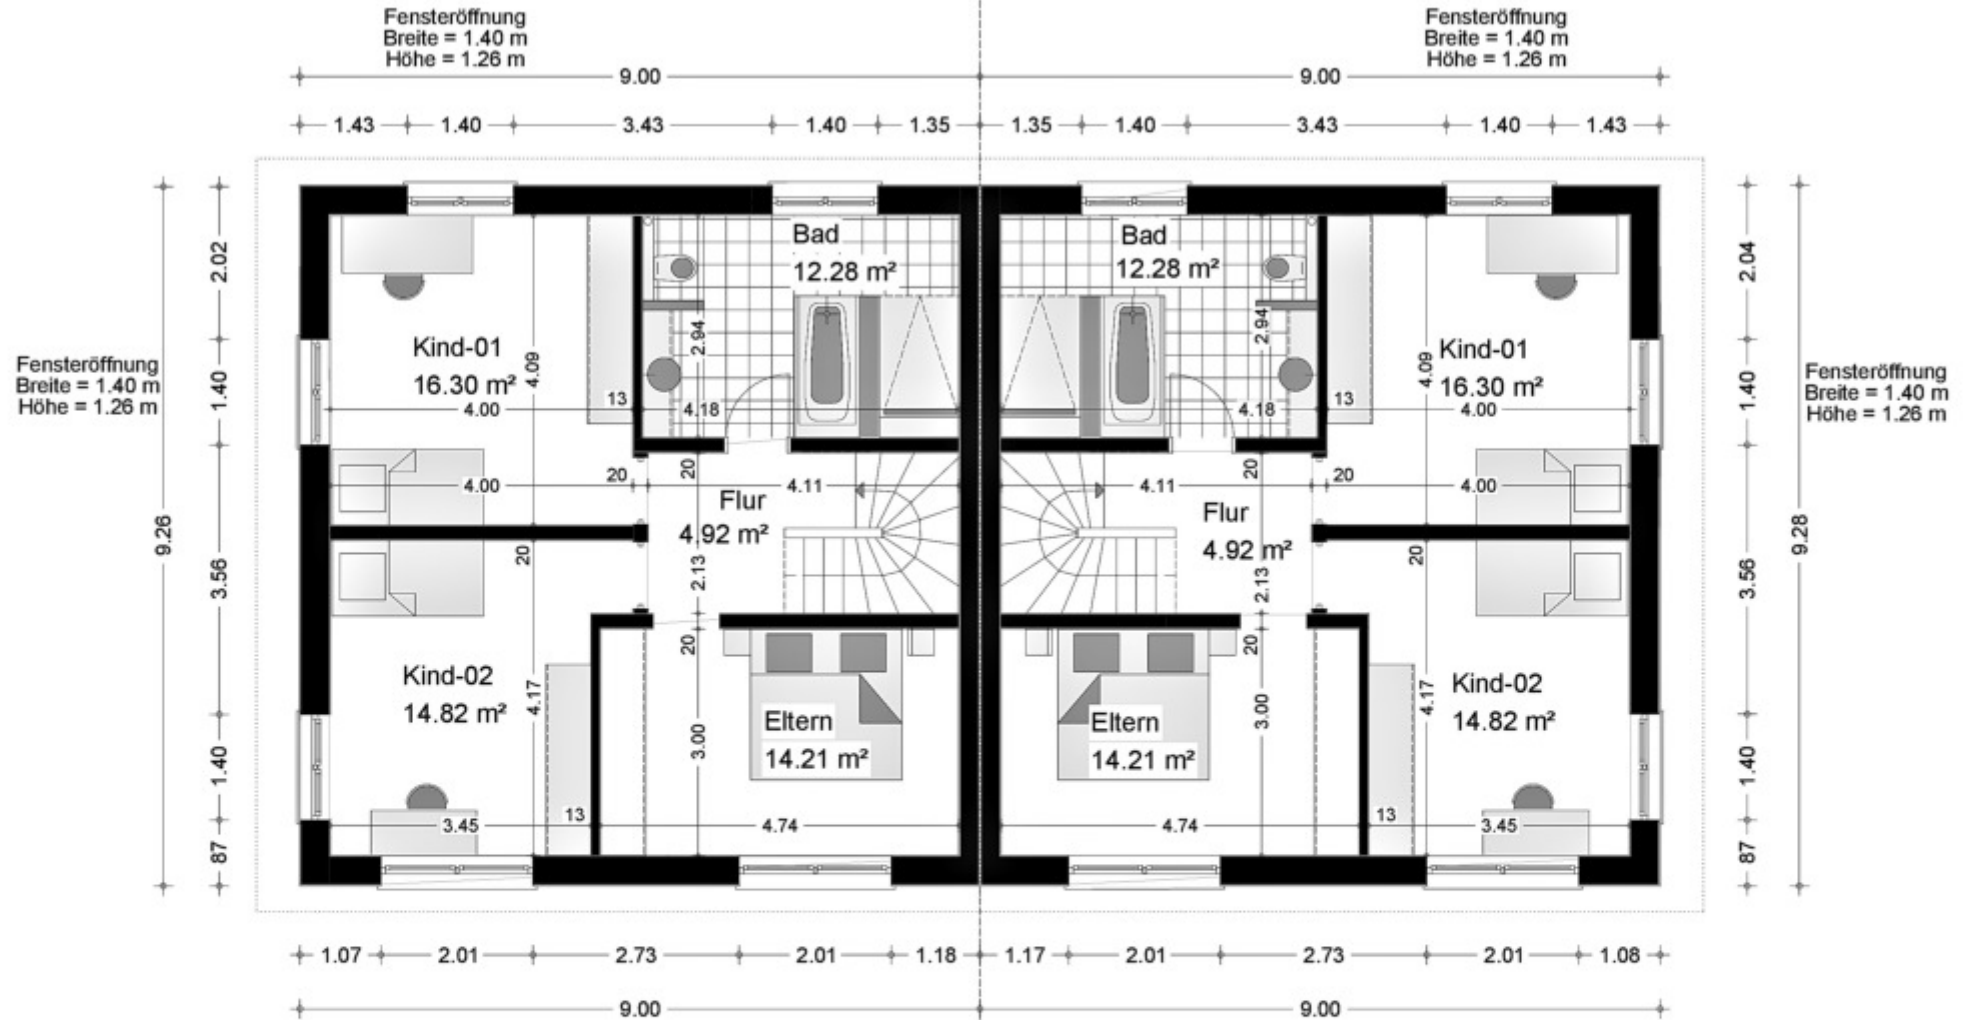 Fensteröffnung
Breite = 1.40 m
Höhe = 1.26 m
Fensteröffnung
Breite = 1.40 m
Höhe = 1.26 m
9.00 9.00
1.43 1.40 3.43 1.40 1.35 1.35 1.40 3.43 1.40 1.43
Fensteröffnung
Breite = 1.40 m
Höhe = 1.26 m
9.26
2.02
1.40
3.56
1.40
87
Kind-01
16.30 m²
4.09
4.00
13
4.00
20
20
Bad
12.28 m²
2.94
4.18
20
4.11
Flur
4.92 m²
2.13
20
Kind-02
14.82 m²
4.17
3.45
13
Eltern
14.21 m²
3.00
4.74
Bad
12.28 m²
2.94
4.18
20
4.11
Flur
4.92 m²
2.13
20
Kind-01
16.30 m²
4.09
13
4.00
20
4.00
20
Eltern
14.21 m²
3.00
4.74
Kind-02
14.82 m²
4.17
13
3.45
2.04
1.40
3.56
1.40
87
9.28
Fensteröffnung
Breite = 1.40 m
Höhe = 1.26 m
1.07 2.01 2.73 2.01 1.18 1.17 2.01 2.73 2.01 1.08
9.00 9.00